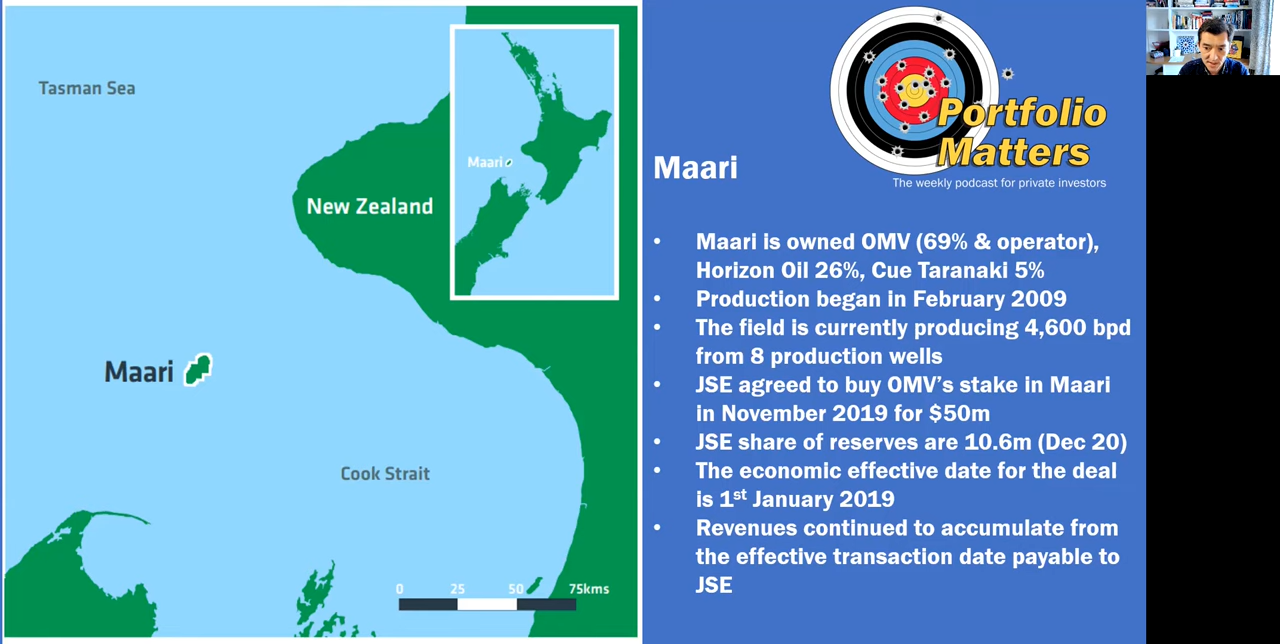 Tasman Sea
New Zealand
Maari
Maari
Cook Strait
0 25 50 75kms
Portfolio
Matters
The weekly podcast for private investors
Maari
• Maari is owned OMV (69% & operator),
Horizon Oil 26%, Cue Taranaki 5%
• Production began in February 2009
• The field is currently producing 4,600 bpd
from 8 production wells
• JSE agreed to buy OMV’s stake in Maari
in November 2019 for $50m
• JSE share of reserves are 10.6m (Dec 20)
• The economic effective date for the deal
is 1st January 2019
• Revenues continued to accumulate from
the effective transaction date payable to
JSE